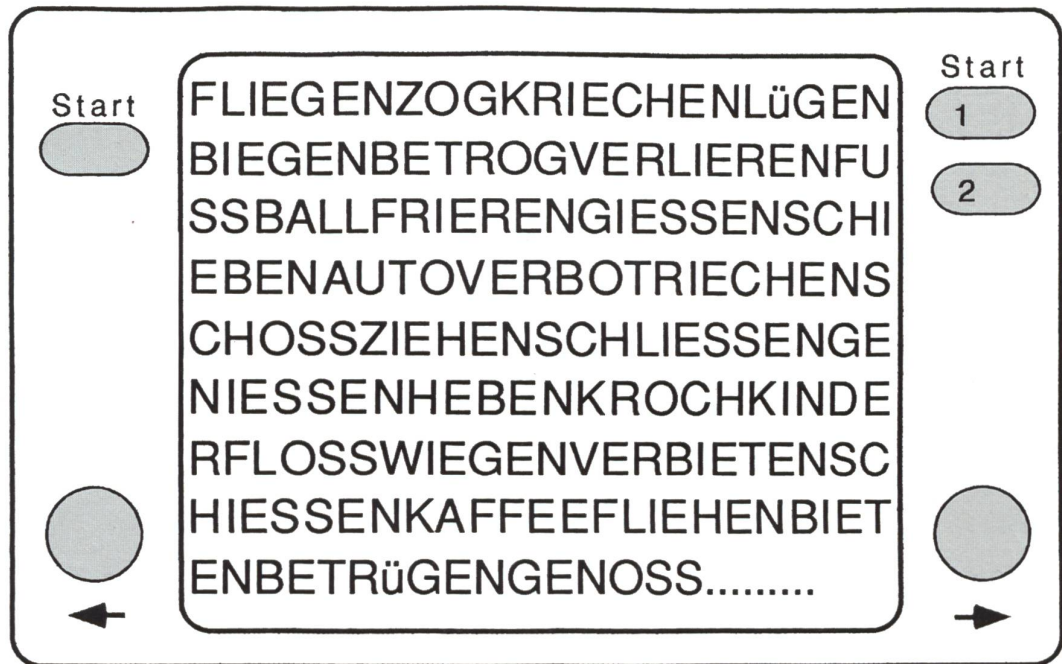 Start
Start
1
2
FLIEGENZOGKRIECHENLüGEN
BIEGENBETROGVERLIERENFU
SSBALLFRIERENGIESSENSCHI
EBENAUTOVERBOTRIECHENS
CHOSSZIEHENSCHLIESSENGE
NIESSENHEBENKROCHKINDE
RFLOSSWIEGENVERBIETENSC
HIESSENKAFFEEFLIEHENBIET
ENBETRüGENGENOSS.........